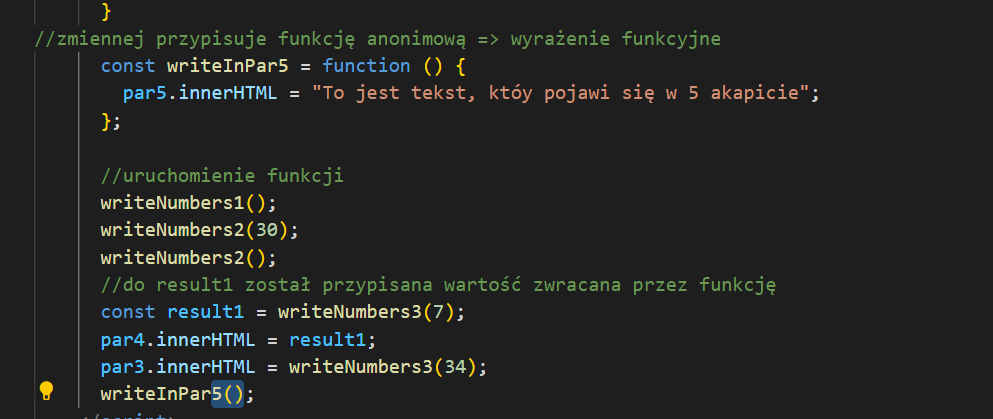 }
//zmiennej przypisuje funkcję anonimową => wyrażenie funkcyjne
const writeInPar5 = function () {
par5.innerHTML = "To jest tekst, któy pojawi się w 5 akapicie";
};
//uruchomienie funkcji
writeNumbers1();
writeNumbers2(30);
writeNumbers2();
//do result1 został przypisana wartość zwracana przez funkcję
const result1 = writeNumbers3(7);
par4.innerHTML = result1;
par3.innerHTML = writeNumbers3(34);
writeInPar5();
</script>